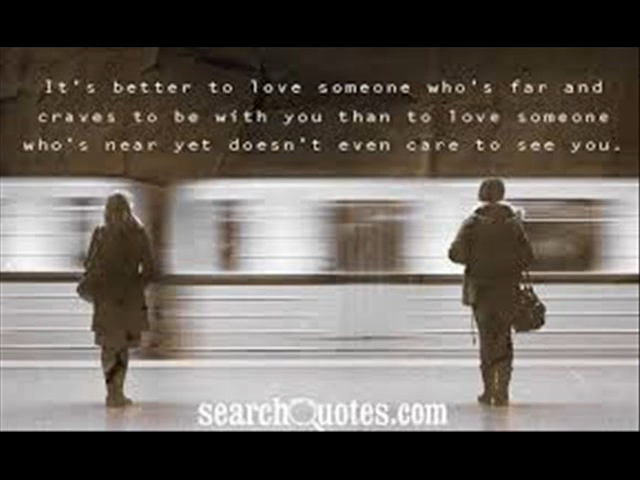 It's better to love someone who's far and
craves to be with you than to love someone
who's near yet doesn't even care to see you.
searchQuotes.com